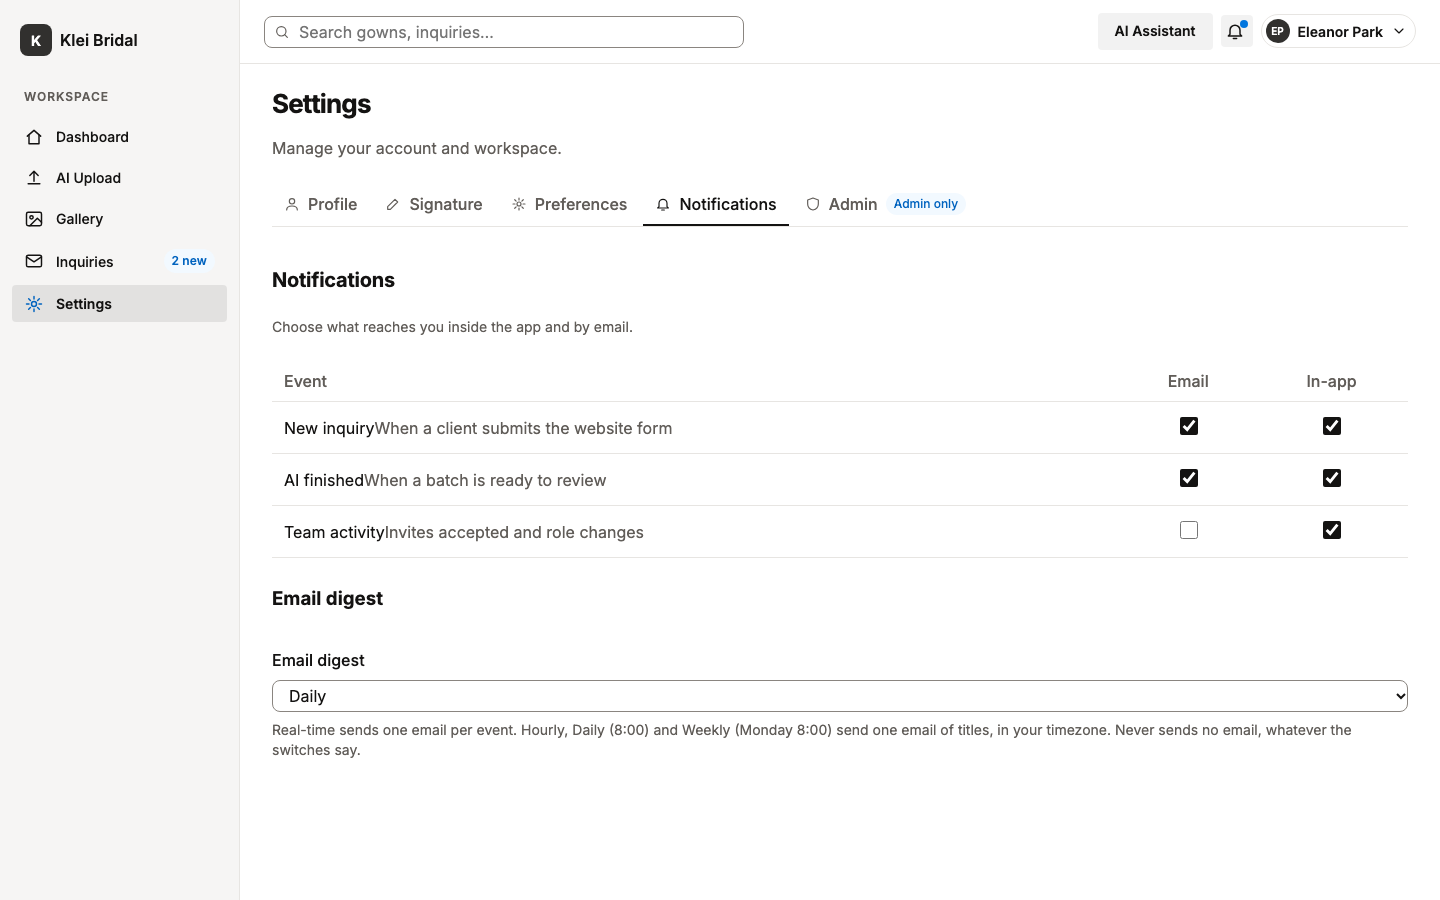 K Klei Bridal
Search gowns, inquiries...
AI Assistant
EP Eleanor Park
WORKSPACE
Dashboard
AI Upload
Gallery
Inquiries 2 new
Settings
Settings
Manage your account and workspace.
Profile Signature Preferences Notifications Admin Admin only
Notifications
Choose what reaches you inside the app and by email.
Event Email In-app
New inquiryWhen a client submits the website form
AI finishedWhen a batch is ready to review
Team activityInvites accepted and role changes
Email digest
Email digest
Daily
Real-time sends one email per event. Hourly, Daily (8:00) and Weekly (Monday 8:00) send one email of titles, in your timezone. Never sends no email, whatever the
switches say.